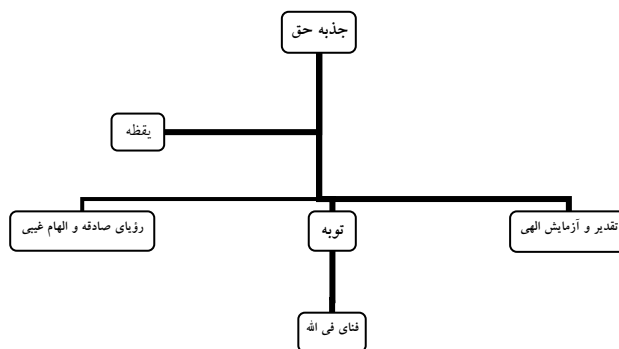 جذبه حق
یقظه
تقدیر و آزمایش الهی
توبه
رؤیای صادقه و الهام غیبی
فنای فی الله